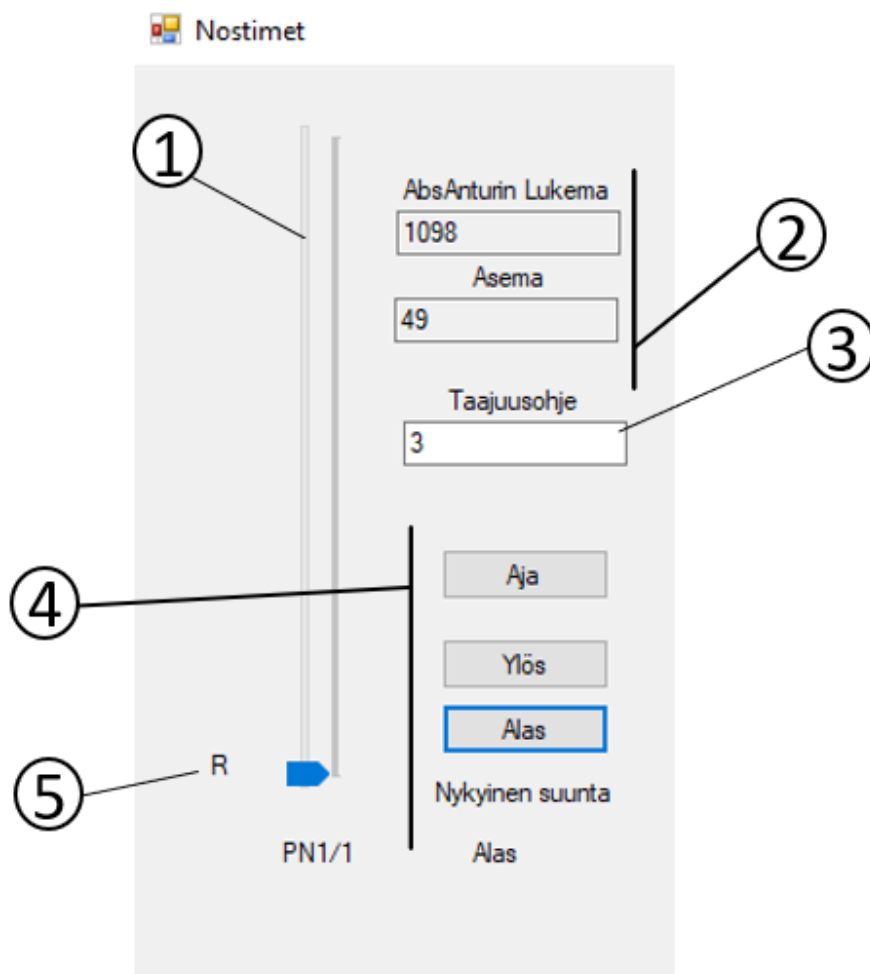 Nostimet
1
AbsAnturin Lukema
1098
2
Asema
49
3
Taajuusohje
3
Aja
4
Ylös
Alas
R
5
Nykyinen suunta
PN1/1
Alas